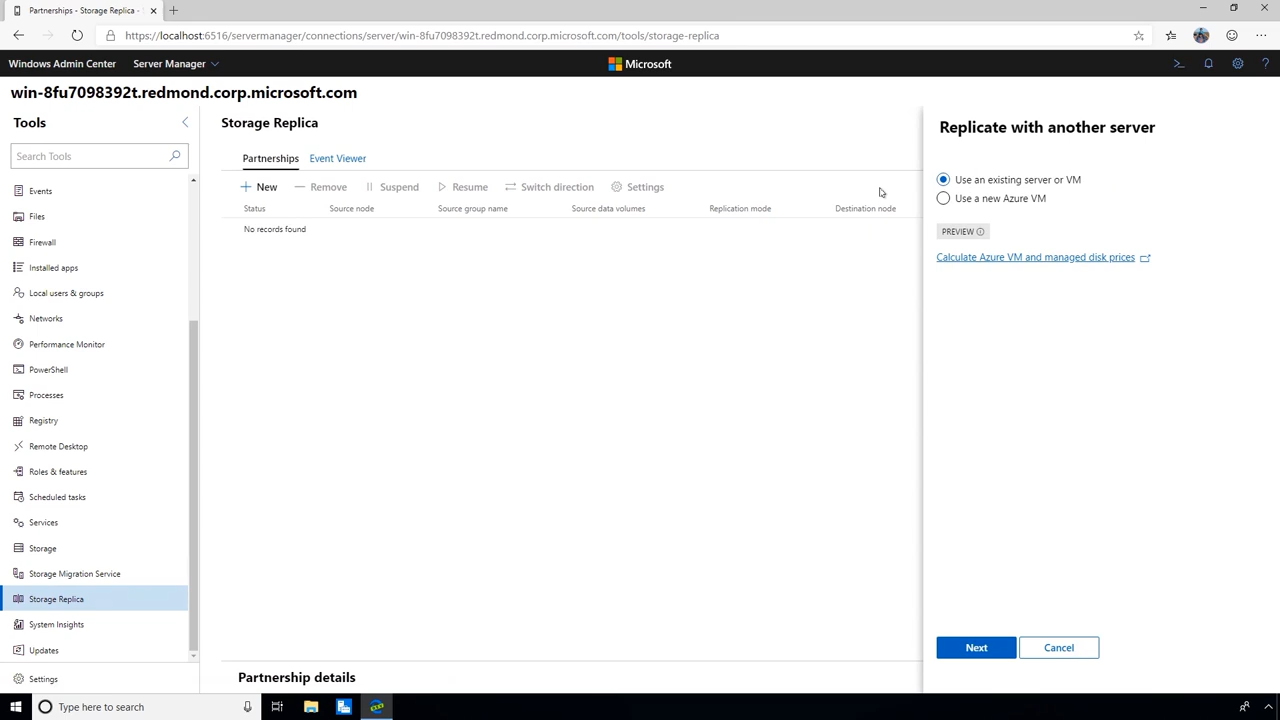 Partnerships - Storage Replica -
https://localhost:6516/servermanager/connections/server/win-8fu7098392t.redmond.corp.microsoft.com/tools/storage-replica
Windows Admin Center
Server Manager
Microsoft
win-8fu7098392t.redmond.corp.microsoft.com
Tools
Search Tools
Events
Files
Firewall
Installed apps
Local users & groups
Networks
Performance Monitor
PowerShell
Processes
Registry
Remote Desktop
Roles & features
Scheduled tasks
Services
Storage
Storage Migration Service
Storage Replica
System Insights
Updates
Settings
Storage Replica
Partnerships Event Viewer
New Remove Suspend Resume Switch direction Settings
Status Source node Source group name Source data volumes Replication mode Destination node
No records found
Partnership details
Replicate with another server
Use an existing server or VM
Use a new Azure VM
PREVIEW
Calculate Azure VM and managed disk prices
Next Cancel
Type here to search